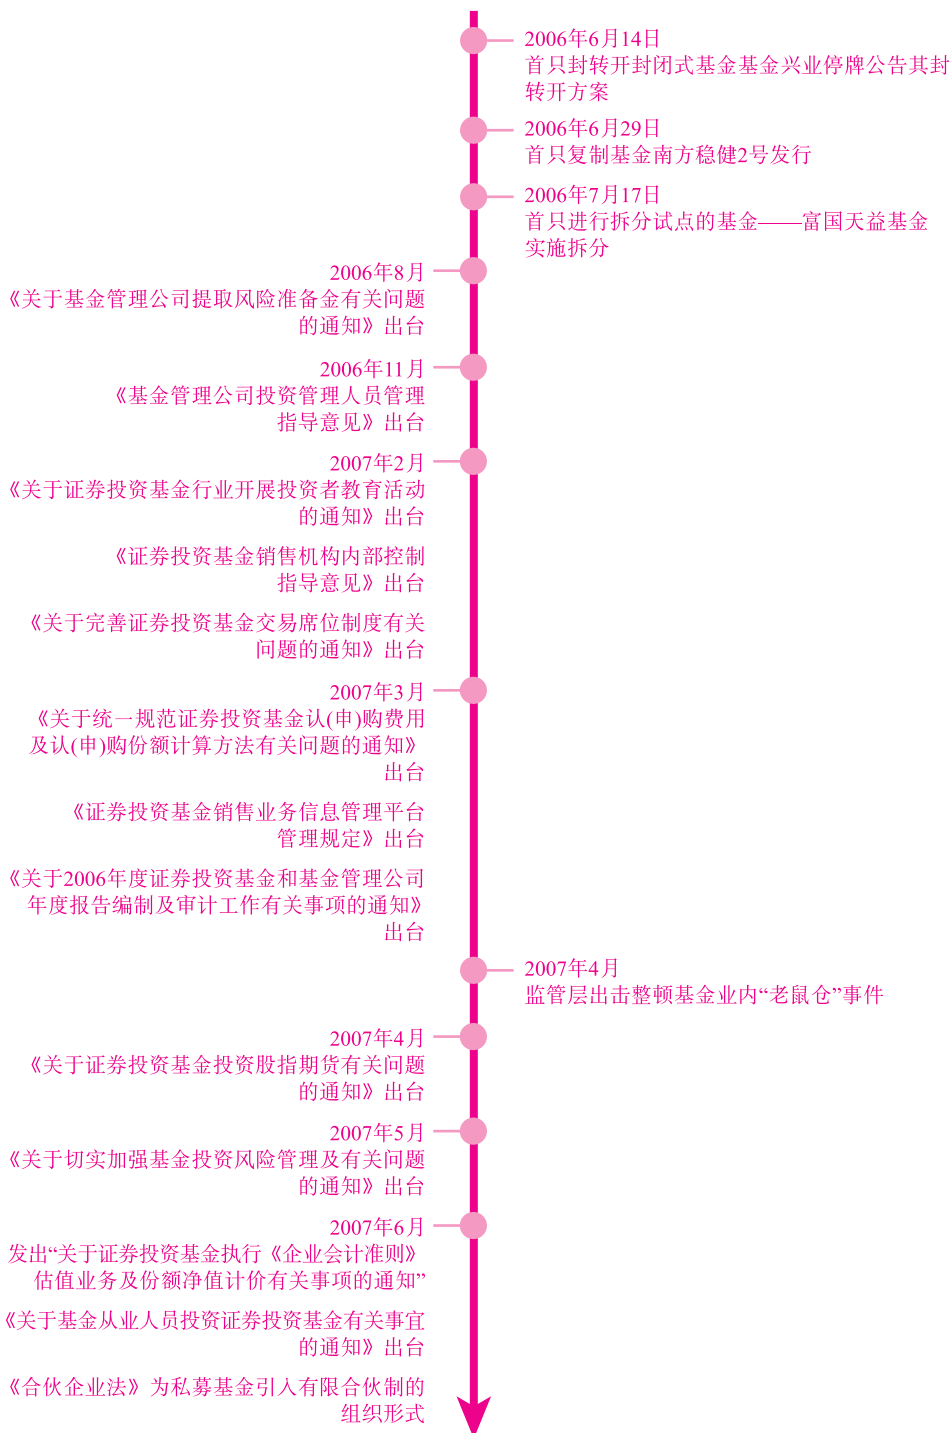 2006年6月14日
首只封转开封闭式基金基金兴业停牌公告其封
转开方案
2006年6月29日
首只复制基金南方稳健2号发行
2006年7月17日
首只进行拆分试点的基金——富国天益基金
实施拆分
2006年8月
《关于基金管理公司提取风险准备金有关问题
的通知》出台
2006年11月
《基金管理公司投资管理人员管理
指导意见》出台
2007年2月
《关于证券投资基金行业开展投资者教育活动
的通知》出台
《证券投资基金销售机构内部控制
指导意见》出台
《关于完善证券投资基金交易席位制度有关
问题的通知》出台
2007年3月
《关于统一规范证券投资基金认(申)购费用
及认(申)购份额计算方法有关问题的通知》
出台
《证券投资基金销售业务信息管理平台
管理规定》出台
《关于2006年度证券投资基金和基金管理公司
年度报告编制及审计工作有关事项的通知》
出台
2007年4月
监管层出击整顿基金业内“老鼠仓”事件
2007年4月
《关于证券投资基金投资股指期货有关问题
的通知》出台
2007年5月
《关于切实加强基金投资风险管理及有关问题
的通知》出台
2007年6月
发出“关于证券投资基金执行《企业会计准则》
估值业务及份额净值计价有关事项的通知”
《关于基金从业人员投资证券投资基金有关事宜
的通知》出台
《合伙企业法》为私募基金引入有限合伙制的
组织形式